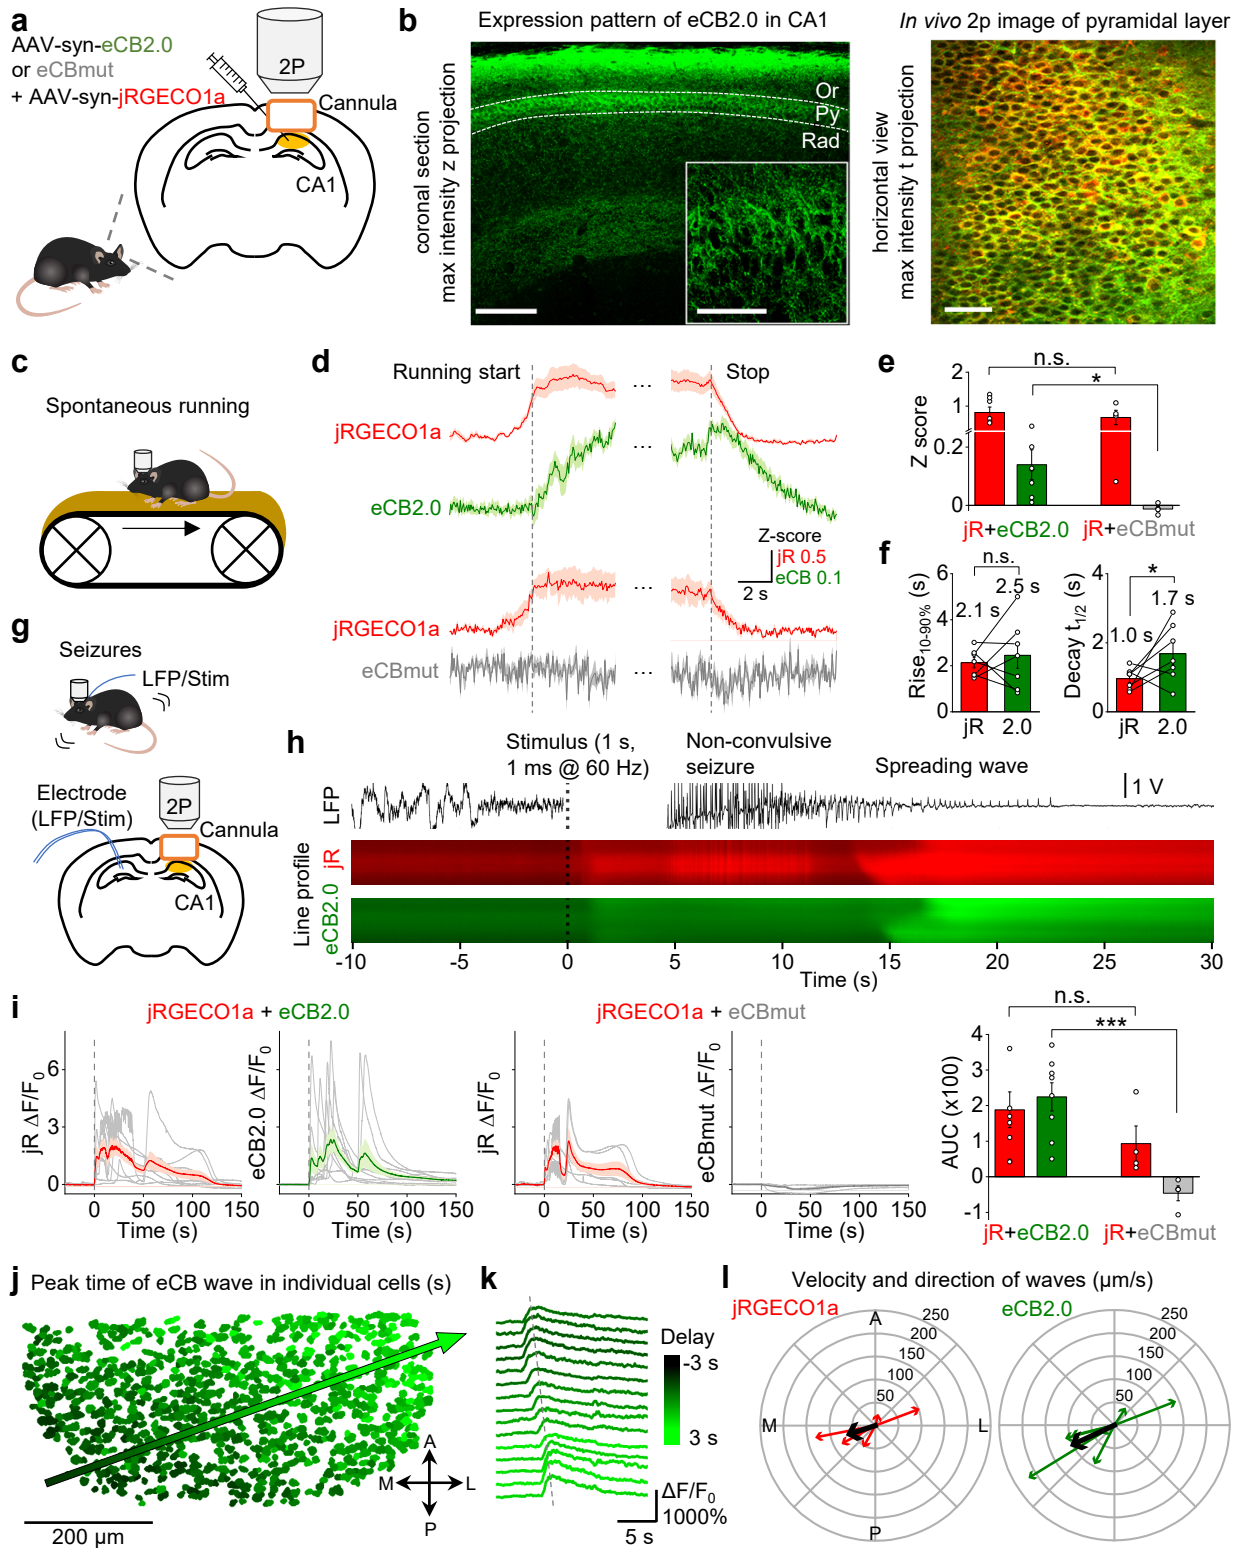 a
AAV-syn-eCB2.0
or eCBmut
+ AAV-syn-jRGECO1a
2P
Cannula
CA1
b
Expression pattern of eCB2.0 in CA1
coronal section
max intensity z projection
Or
Py
Rad
In vivo 2p image of pyramidal layer
horizontal view
max intensity t projection
c
Spontaneous running
d
Running start
...
Stop
jRGECO1a
...
eCB2.0
Z-score
jR 0.5
eCB 0.1
2 s
...
jRGECO1a
eCBmut
...
e
n.s.
*
Z score
2
1
0.2
0
jR+eCB2.0
jR+eCBmut
f
n.s.
Rise10-90% (s)
6
4
2
0
2.1 s
2.5 s
jR
2.0
*
Decay t1/2 (s)
4
2
0
1.0 s
1.7 s
jR
2.0
g
Seizures
LFP/Stim
Electrode
(LFP/Stim)
2P
Cannula
CA1
h
Stimulus (1 s,
1 ms @ 60 Hz)
Non-convulsive
seizure
Spreading wave
1 V
LFP
Line profile
jR
eCB2.0
-10 -5 0 5 10 15 20 25 30
Time (s)
i
jRGECO1a + eCB2.0
jR ΔF/F0
6
3
0
0 50 100 150
Time (s)
eCB2.0 ΔF/F0
0 50 100 150
Time (s)
jRGECO1a + eCBmut
jR ΔF/F0
0 50 100 150
Time (s)
eCBmut ΔF/F0
0 50 100 150
Time (s)
n.s.
***
AUC (x100)
4
3
2
1
0
-1
jR+eCB2.0
jR+eCBmut
j
Peak time of eCB wave in individual cells (s)
A
M
L
P
200 µm
k
Delay
-3 s
3 s
ΔF/F0
1000%
5 s
l
Velocity and direction of waves (µm/s)
jRGECO1a
A
250
200
150
100
50
M
L
P
eCB2.0
250
200
150
100
50